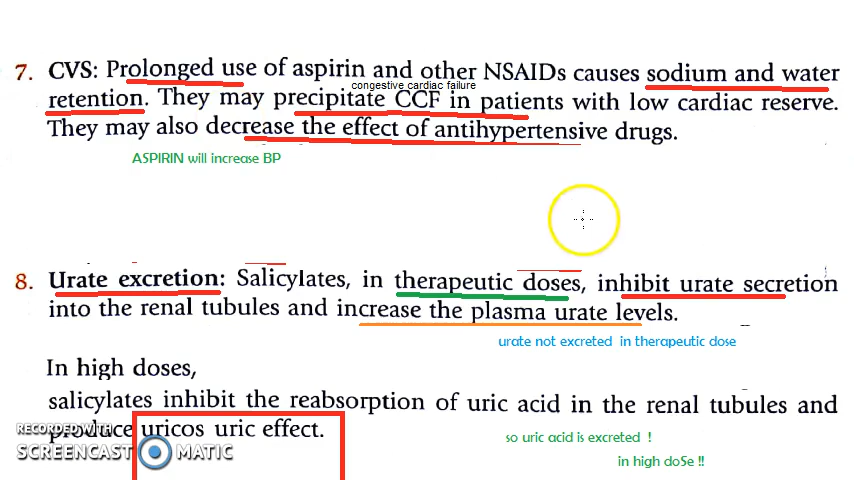 7. CVS: Prolonged use of aspirin and other NSAIDs causes sodium and water
congestive cardiac failure
retention. They may precipitate CCF in patients with low cardiac reserve.
They may also decrease the effect of antihypertensive drugs.
ASPIRIN will increase BP
8. Urate excretion: Salicylates, in therapeutic doses, inhibit urate secretion
into the renal tubules and increase the plasma urate levels.
urate not excreted in therapeutic dose
In high doses,
salicylates inhibit the reabsorption of uric acid in the renal tubules and
produce uricos uric effect.
RECORDED WITH
SCREENCAST MATIC
so uric acid is excreted !
in high doSe !!